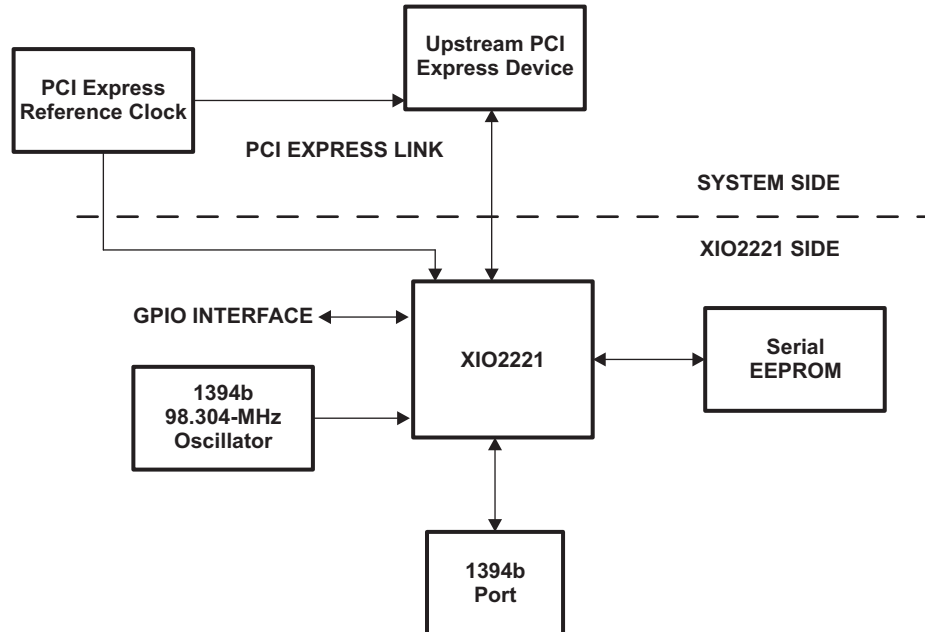 Upstream PCI
Express Device
PCI Express
Reference Clock
PCI EXPRESS LINK
SYSTEM SIDE
XIO2221 SIDE
GPIO INTERFACE
XIO2221
Serial
EEPROM
1394b
98.304-MHz
Oscillator
1394b
Port